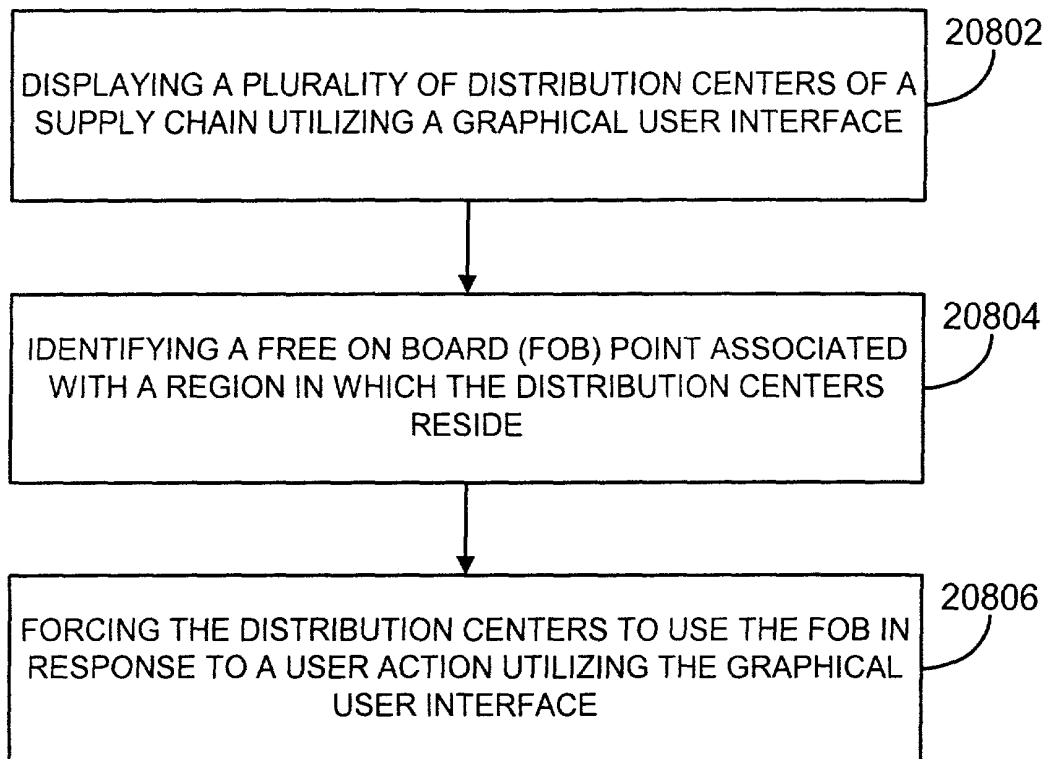 20802
DISPLAYING A PLURALITY OF DISTRIBUTION CENTERS OF A
SUPPLY CHAIN UTILIZING A GRAPHICAL USER INTERFACE
20804
IDENTIFYING A FREE ON BOARD (FOB) POINT ASSOCIATED
WITH A REGION IN WHICH THE DISTRIBUTION CENTERS
RESIDE
20806
FORCING THE DISTRIBUTION CENTERS TO USE THE FOB IN
RESPONSE TO A USER ACTION UTILIZING THE GRAPHICAL
USER INTERFACE